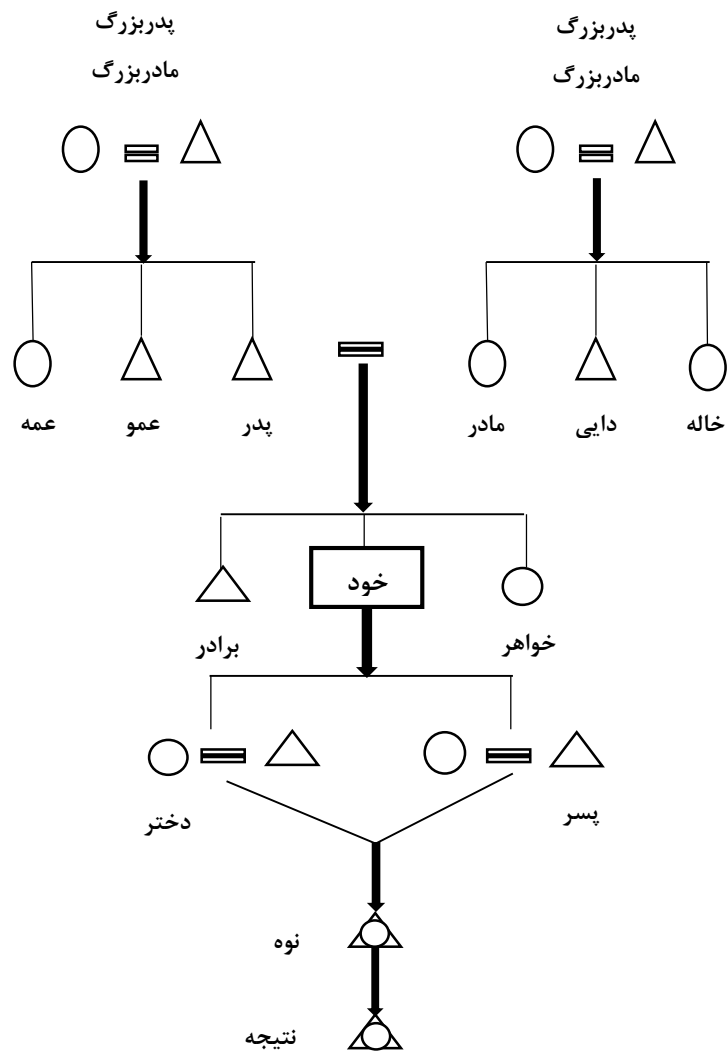 پدربزرگ
مادربزرگ
پدربزرگ
مادربزرگ
خاله
دایی
مادر
پدر
عمو
عمه
خواهر
خود
برادر
پسر
دختر
نوه
نتیجه